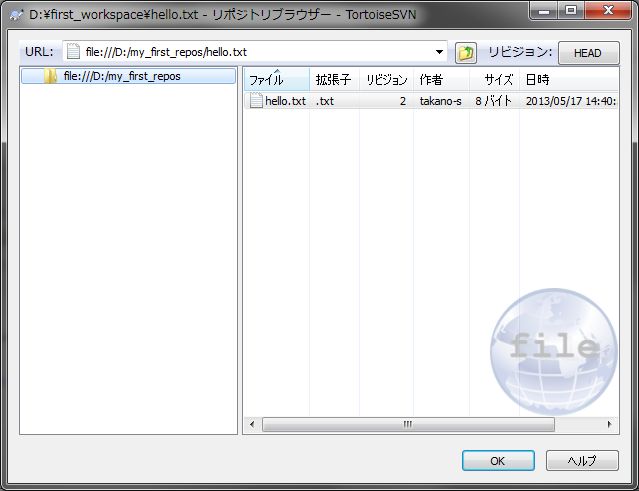 D:¥first_workspace¥hello.txt - リポジトリブラウザー - TortoiseSVN
URL: file:///D:/my_first_repos/hello.txt リビジョン: HEAD
file:///D:/my_first_repos
ファイル 拡張子 リビジョン 作者 サイズ 日時
hello.txt .txt 2 takano-s 8 バイト 2013/05/17 14:40:
file
OK ヘルプ